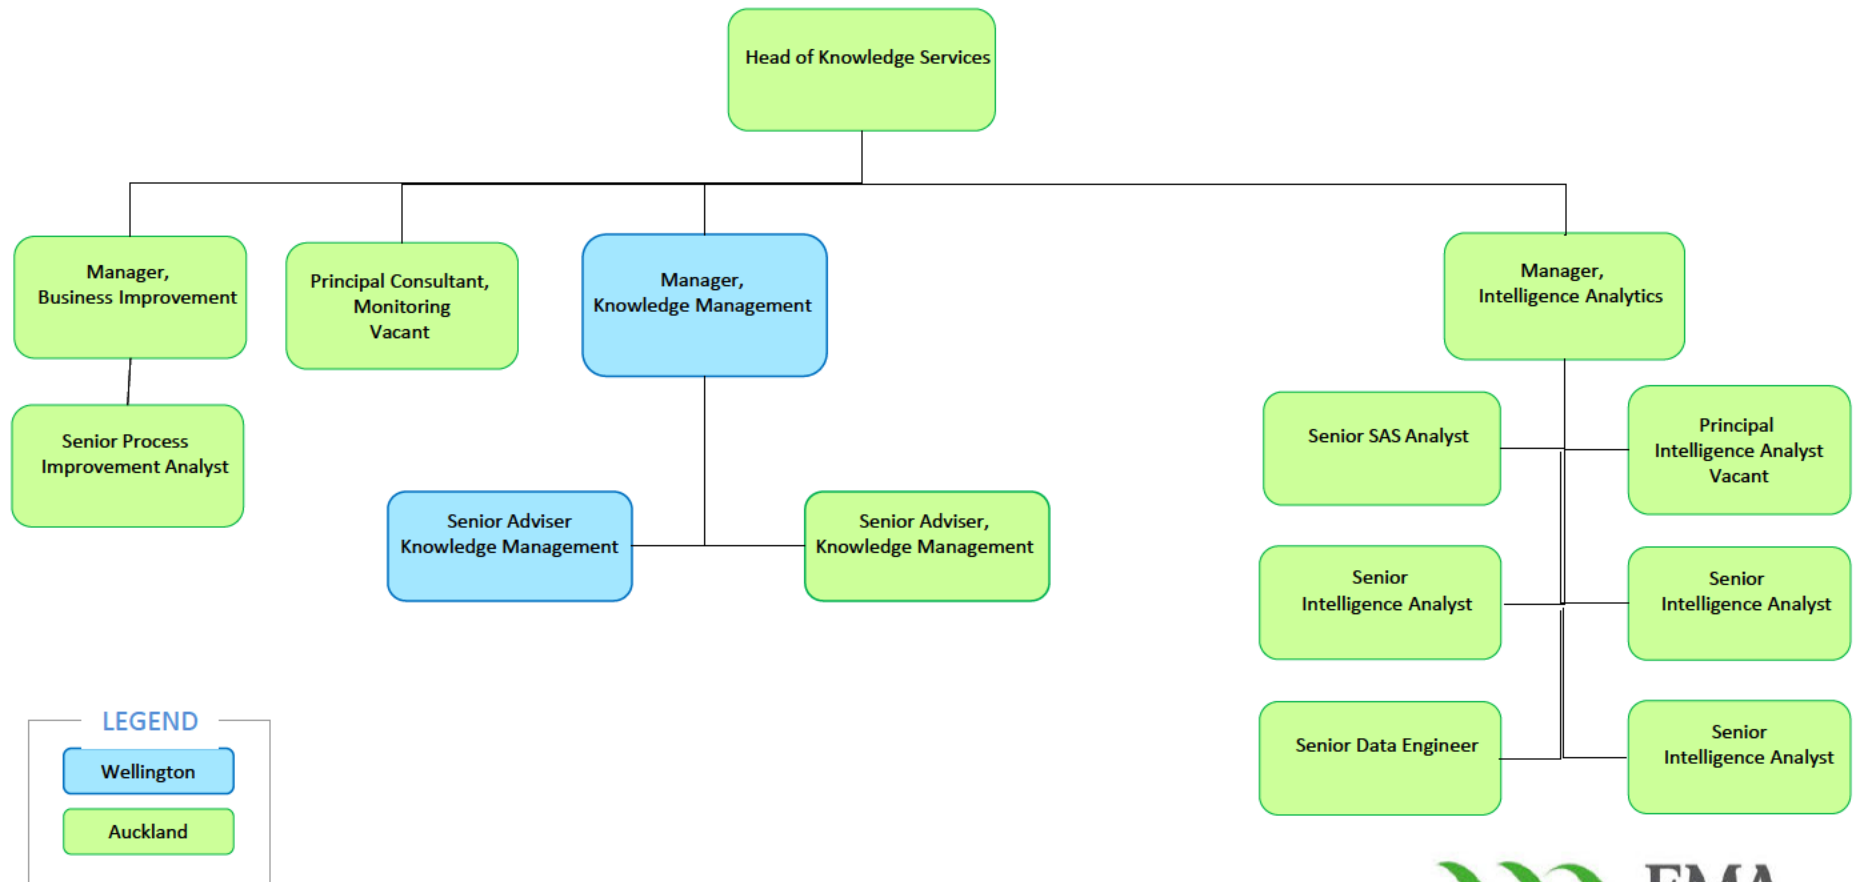 Head of Knowledge Services
Manager,
Business Improvement
Principal Consultant,
Monitoring
Vacant
Manager,
Knowledge Management
Manager,
Intelligence Analytics
Senior Process
Improvement Analyst
Senior Adviser
Knowledge Management
Senior Adviser,
Knowledge Management
Senior SAS Analyst
Principal
Intelligence Analyst
Vacant
Senior
Intelligence Analyst
Senior
Intelligence Analyst
Senior Data Engineer
Senior
Intelligence Analyst
LEGEND
Wellington
Auckland
FMA